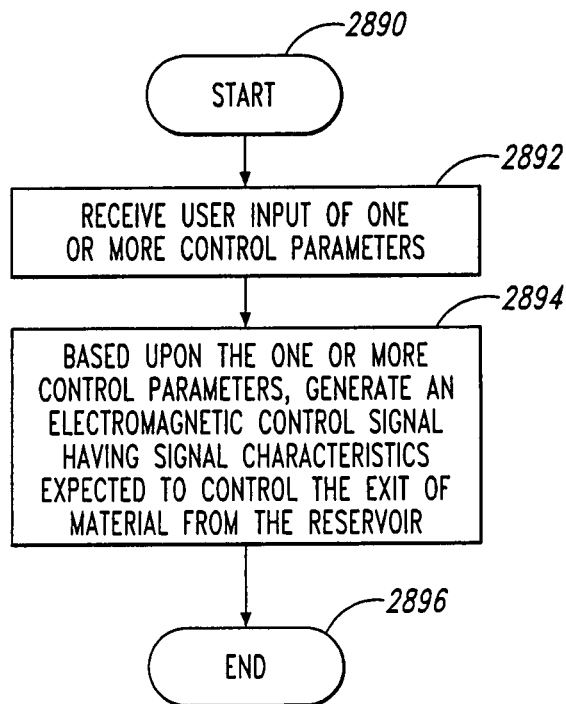 2890
START
2892
RECEIVE USER INPUT OF ONE
OR MORE CONTROL PARAMETERS
2894
BASED UPON THE ONE OR MORE
CONTROL PARAMETERS, GENERATE AN
ELECTROMAGNETIC CONTROL SIGNAL
HAVING SIGNAL CHARACTERISTICS
EXPECTED TO CONTROL THE EXIT OF
MATERIAL FROM THE RESERVOIR
2896
END